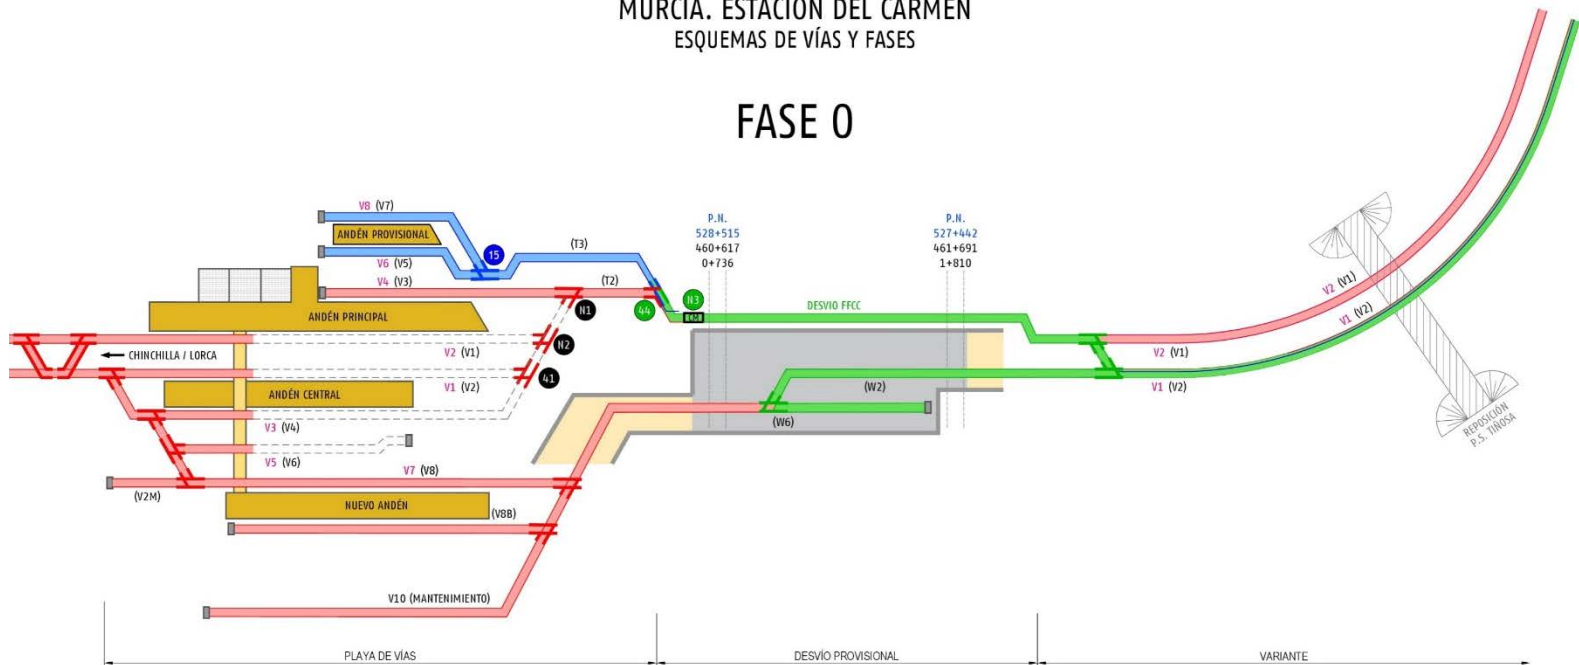 MURCIA. ESTACIÓN DEL CARMEN
ESQUEMAS DE VÍAS Y FASES
FASE 0
V8 (V7)
ANDÉN PROVISIONAL
V6 (V5)
15
(T3)
V4 (V3)
(T2)
N1
44
N3
CM
P.N.
528+515
460+617
0+736
P.N.
527+442
461+691
1+810
DESVIO FFCC
ANDÉN PRINCIPAL
CHINCHILLA / LORCA
V2 (V1)
N2
V1 (V2)
41
ANDÉN CENTRAL
V3 (V4)
V5 (V6)
V7 (V8)
(V2M)
NUEVO ANDÉN
(V8B)
V10 (MANTENIMIENTO)
(W2)
(W6)
V2 (V1)
V1 (V2)
V2 (V1)
V1 (V2)
REPOSICIÓN
P.S. TIÑOSA
PLAYA DE VÍAS
DESVÍO PROVISIONAL
VARIANTE